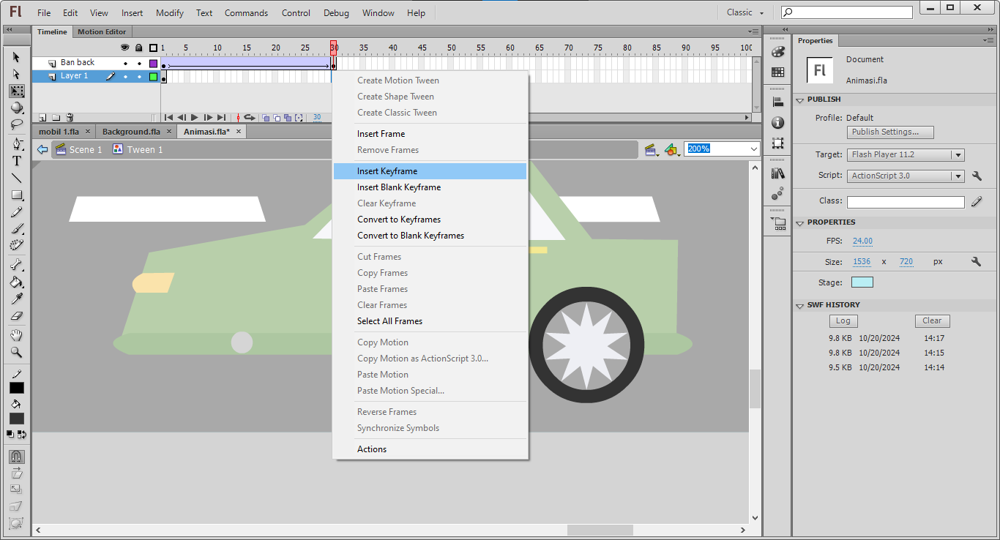 Fl File Edit View Insert Modify Text Commands Control Debug Window Help Classic
Timeline Motion Editor
1 5 10 15 20 25 30 35 40 45 50 55 60 65 70 75 80 85 90 95 100
Ban back
Layer 1
30
mobil 1.fla × Background.fla × Animasi.fla* ×
Scene 1 Tween 1 200%
Create Motion Tween
Create Shape Tween
Create Classic Tween
Insert Frame
Remove Frames
Insert Keyframe
Insert Blank Keyframe
Clear Keyframe
Convert to Keyframes
Convert to Blank Keyframes
Cut Frames
Copy Frames
Paste Frames
Clear Frames
Select All Frames
Copy Motion
Copy Motion as ActionScript 3.0...
Paste Motion
Paste Motion Special...
Reverse Frames
Synchronize Symbols
Actions
T
Properties
Fl
Document
Animasi.fla
PUBLISH
Profile: Default
Publish Settings...
Target: Flash Player 11.2
Script: ActionScript 3.0
Class:
PROPERTIES
FPS: 24.00
Size: 1536 x 720 px
Stage:
SWF HISTORY
Log Clear
9.8 KB 10/20/2024 14:17
9.8 KB 10/20/2024 14:15
9.5 KB 10/20/2024 14:14